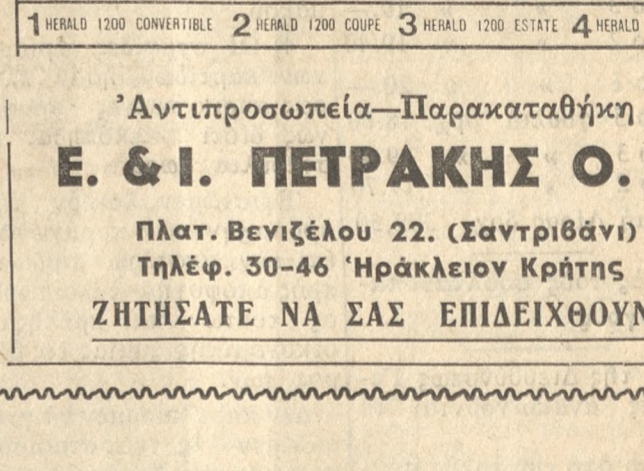 1 HERALD 1200 CONVERTIBLE 2 HERALD 1200 COUPE 3 HERALD 1200 ESTATE 4 HERALD
Ἀντιπροσωπεία—Παρακαταθήκη
Ε. & Ι. ΠΕΤΡΑΚΗΣ Ο.
Πλατ. Βενιζέλου 22. (Σαντριβάνι)
Τηλέφ. 30-46 Ἡράκλειον Κρήτης
ΖΗΤΗΣΑΤΕ ΝΑ ΣΑΣ ΕΠΙΔΕΙΧΘΟΥΝ